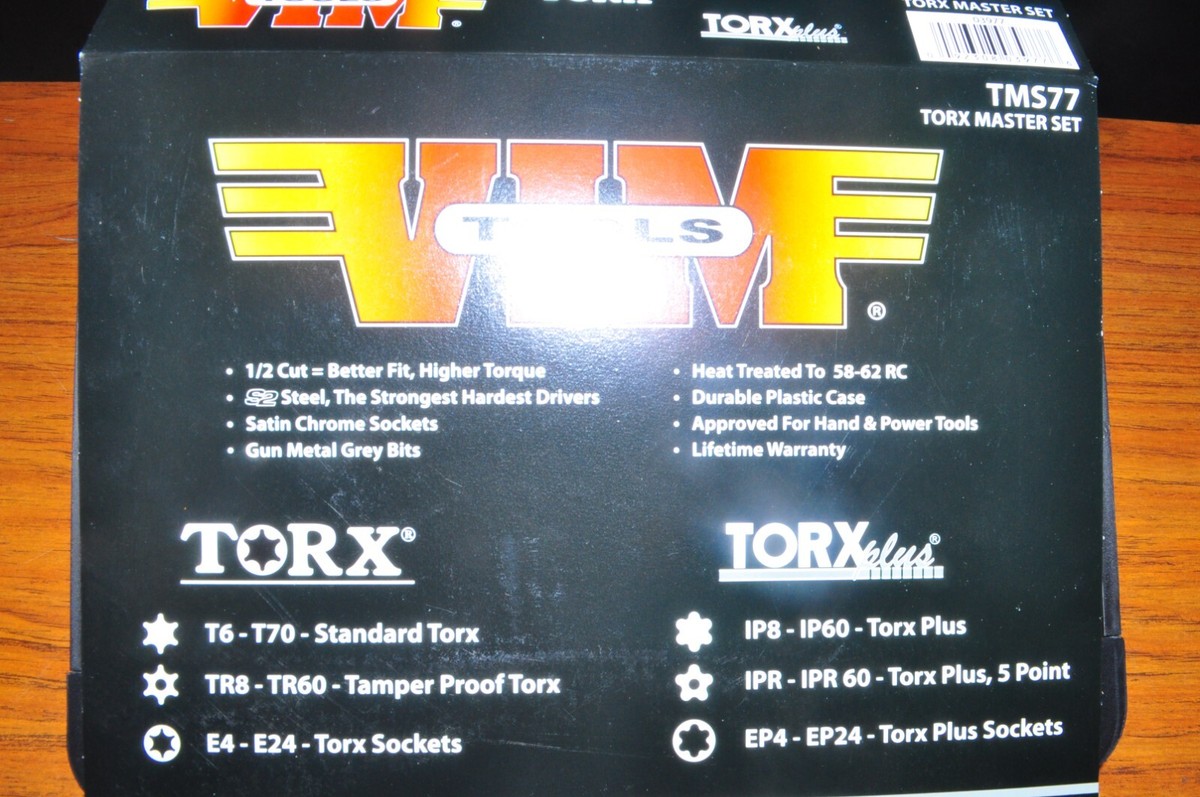 VIM
®
TORX
TORXplus
TORX MASTER SET
03977
TMS77
TORX MASTER SET
VIM
TOOLS
®
• 1/2 Cut = Better Fit, Higher Torque
• S2 Steel, The Strongest Hardest Drivers
• Satin Chrome Sockets
• Gun Metal Grey Bits
• Heat Treated To 58-62 RC
• Durable Plastic Case
• Approved For Hand & Power Tools
• Lifetime Warranty
TORX®
T6 - T70 - Standard Torx
TR8 - TR60 - Tamper Proof Torx
E4 - E24 - Torx Sockets
TORXplus®
IP8 - IP60 - Torx Plus
IPR - IPR 60 - Torx Plus, 5 Point
EP4 - EP24 - Torx Plus Sockets